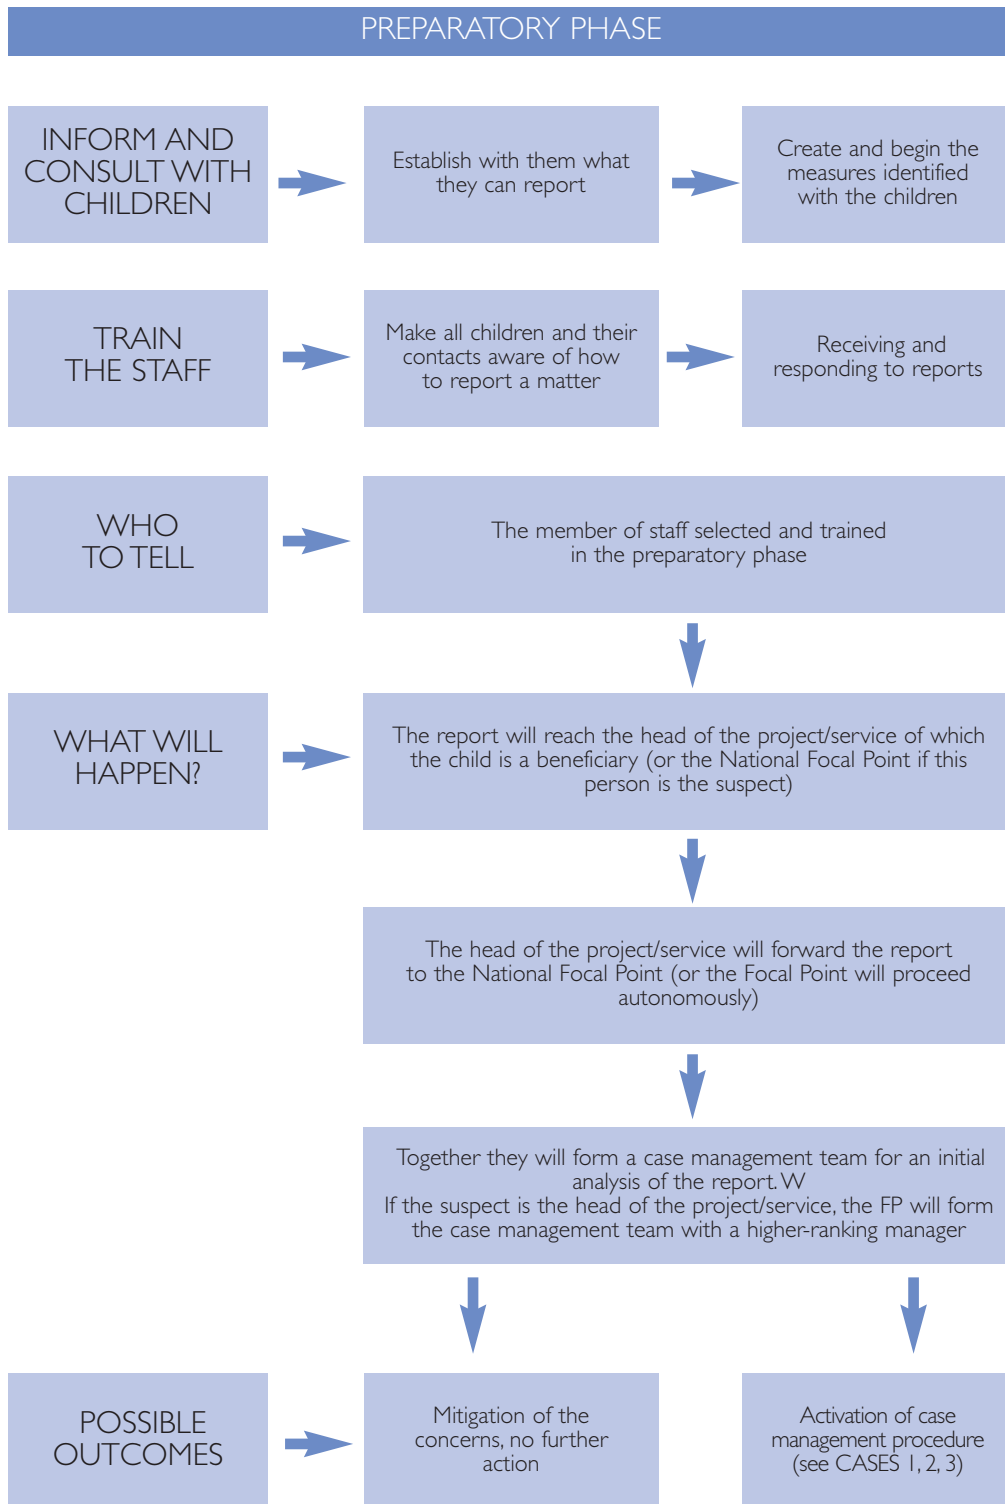 PREPARATORY PHASE
INFORM AND
CONSULT WITH
CHILDREN
Establish with them what
they can report
Create and begin the
measures identified
with the children
TRAIN
THE STAFF
Make all children and their
contacts aware of how
to report a matter
Receiving and
responding to reports
WHO
TO TELL
The member of staff selected and trained
in the preparatory phase
WHAT WILL
HAPPEN?
The report will reach the head of the project/service of which
the child is a beneficiary (or the National Focal Point if this
person is the suspect)
The head of the project/service will forward the report
to the National Focal Point (or the Focal Point will proceed
autonomously)
Together they will form a case management team for an initial
analysis of the report. W
If the suspect is the head of the project/service, the FP will form
the case management team with a higher-ranking manager
POSSIBLE
OUTCOMES
Mitigation of the
concerns, no further
action
Activation of case
management procedure
(see CASES 1, 2, 3)